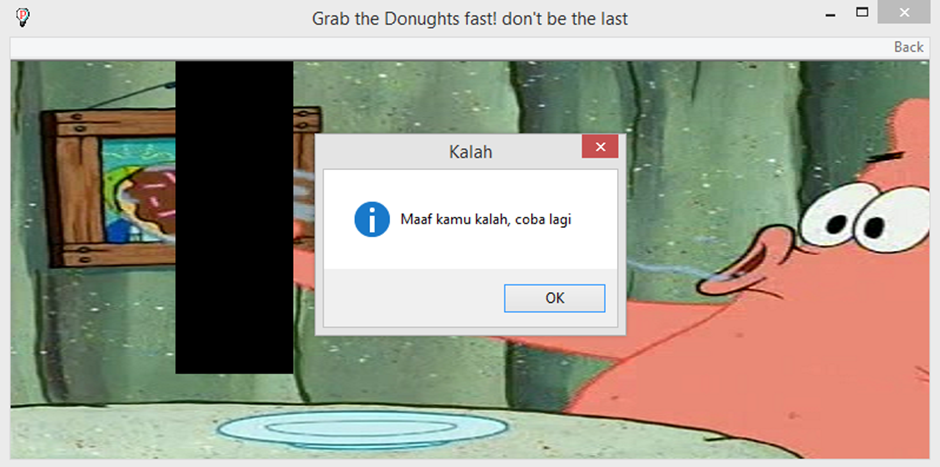 Grab the Donughts fast! don't be the last
Back
Kalah
Maaf kamu kalah, coba lagi
OK